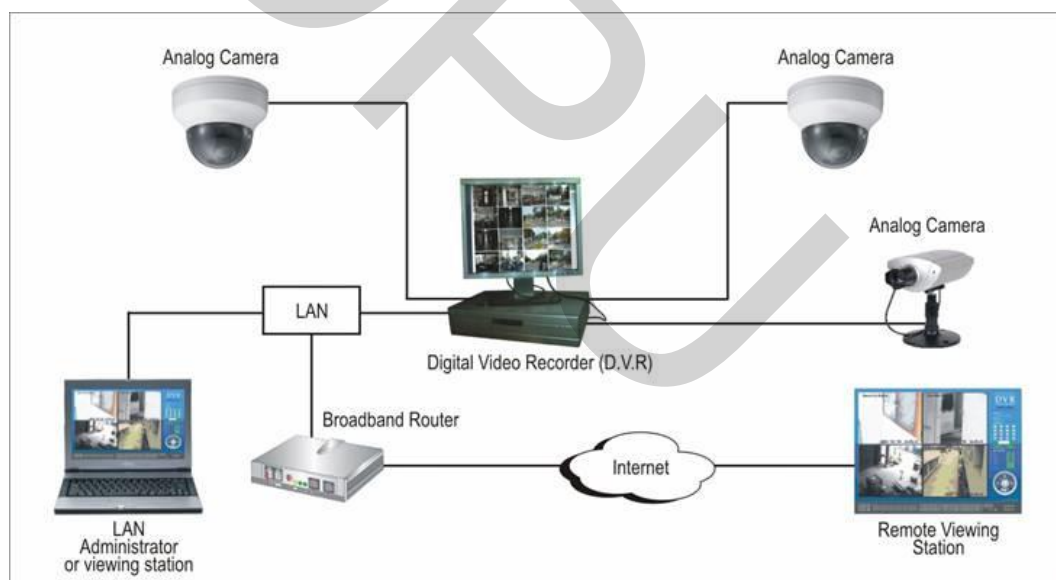 Analog Camera
Analog Camera
Analog Camera
LAN
Digital Video Recorder (D.V.R)
Broadband Router
Internet
LAN
Administrator
or viewing station
DVR
Remote Viewing
Station